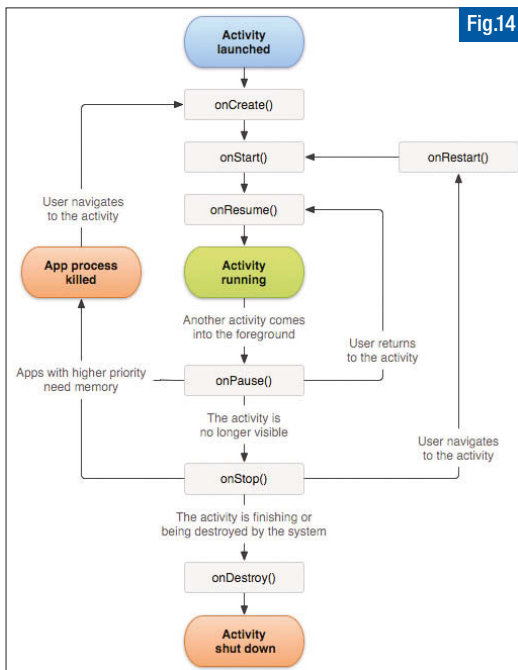 Fig.14
Activity
launched
onCreate()
onStart()
onRestart()
User navigates
to the activity
onResume()
App process
killed
Activity
running
Another activity comes
into the foreground
User returns
to the activity
Apps with higher priority
need memory
onPause()
The activity is
no longer visible
User navigates
to the activity
onStop()
The activity is finishing or
being destroyed by the system
onDestroy()
Activity
shut down